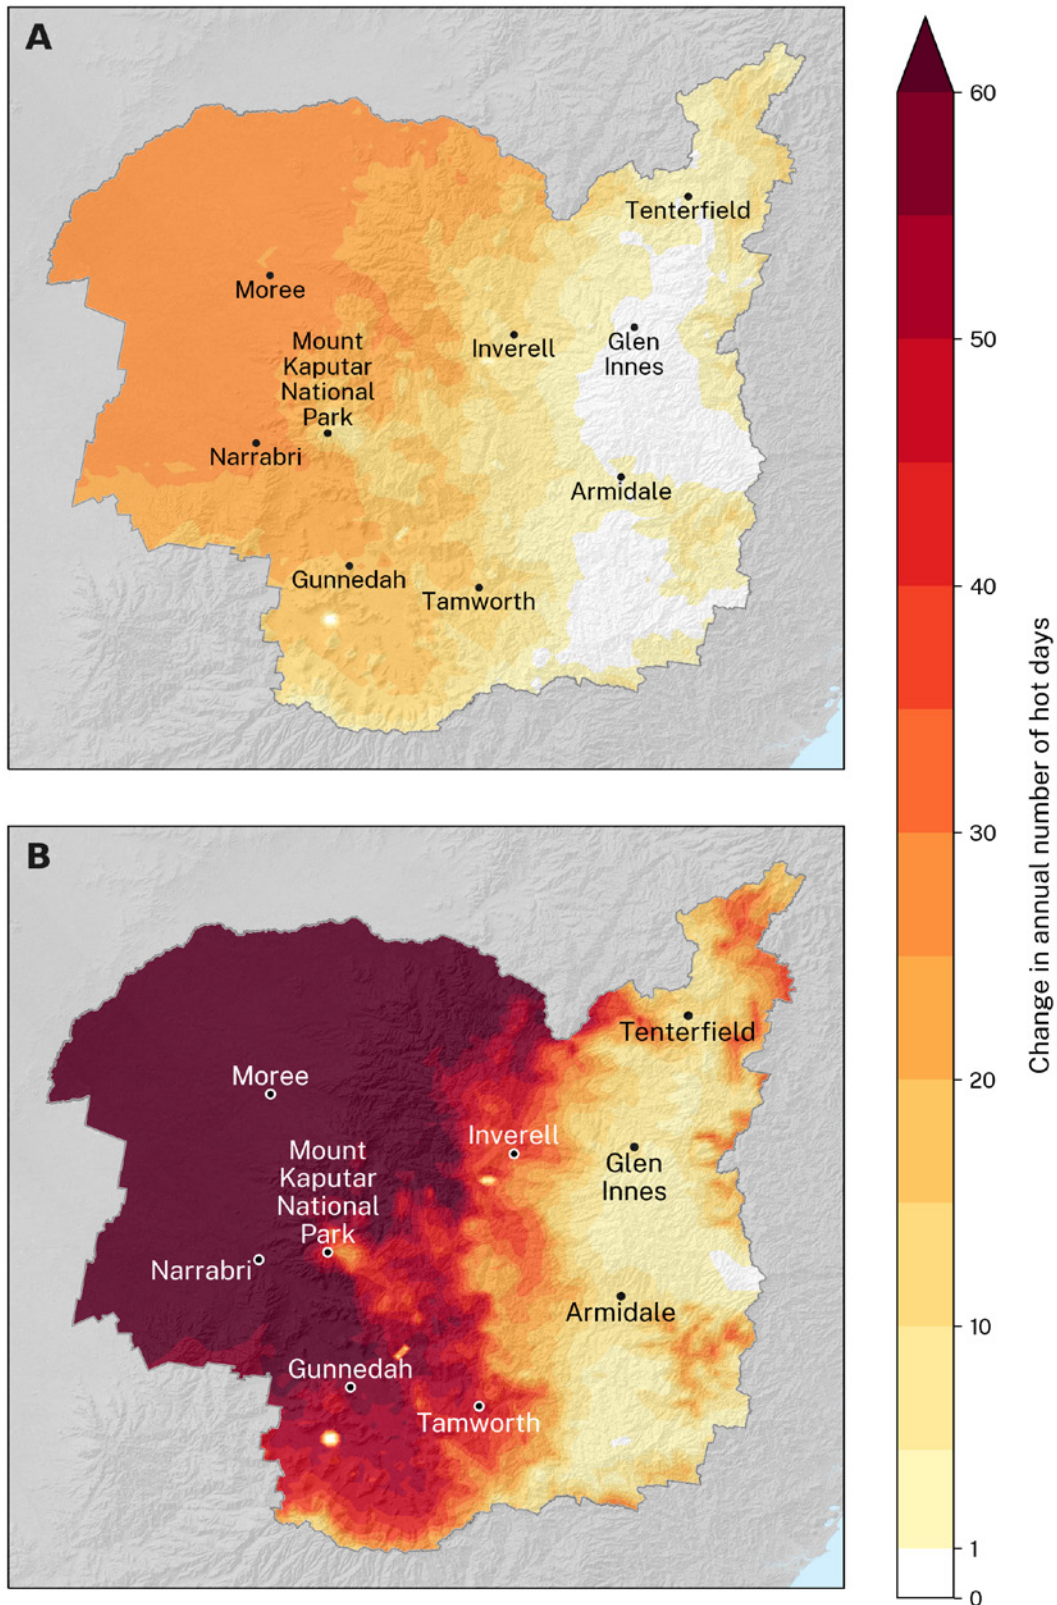 A
Tenterfield
Moree
Mount
Kaputar
National
Park
Inverell
Glen
Innes
Narrabri
Armidale
Gunnedah
Tamworth
B
Tenterfield
Moree
Mount
Kaputar
National
Park
Inverell
Glen
Innes
Narrabri
Armidale
Gunnedah
Tamworth
60
50
40
30
20
10
1
0
Change in annual number of hot days